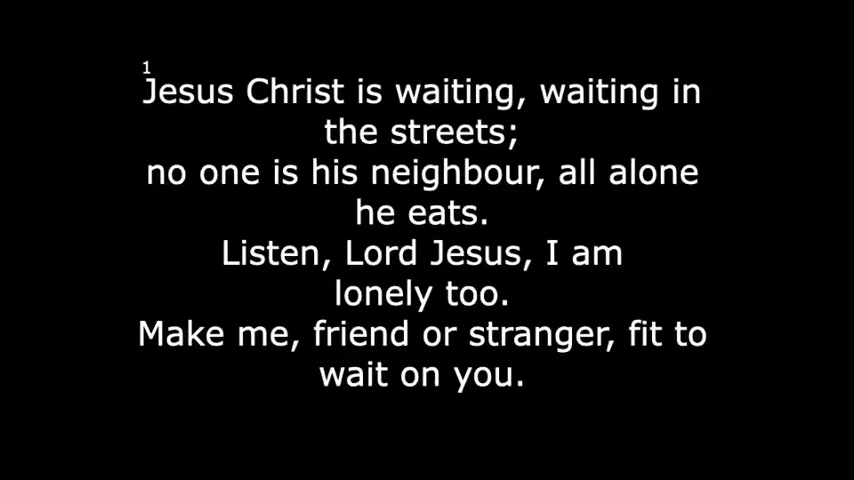 1
Jesus Christ is waiting, waiting in
the streets;
no one is his neighbour, all alone
he eats.
Listen, Lord Jesus, I am
lonely too.
Make me, friend or stranger, fit to
wait on you.